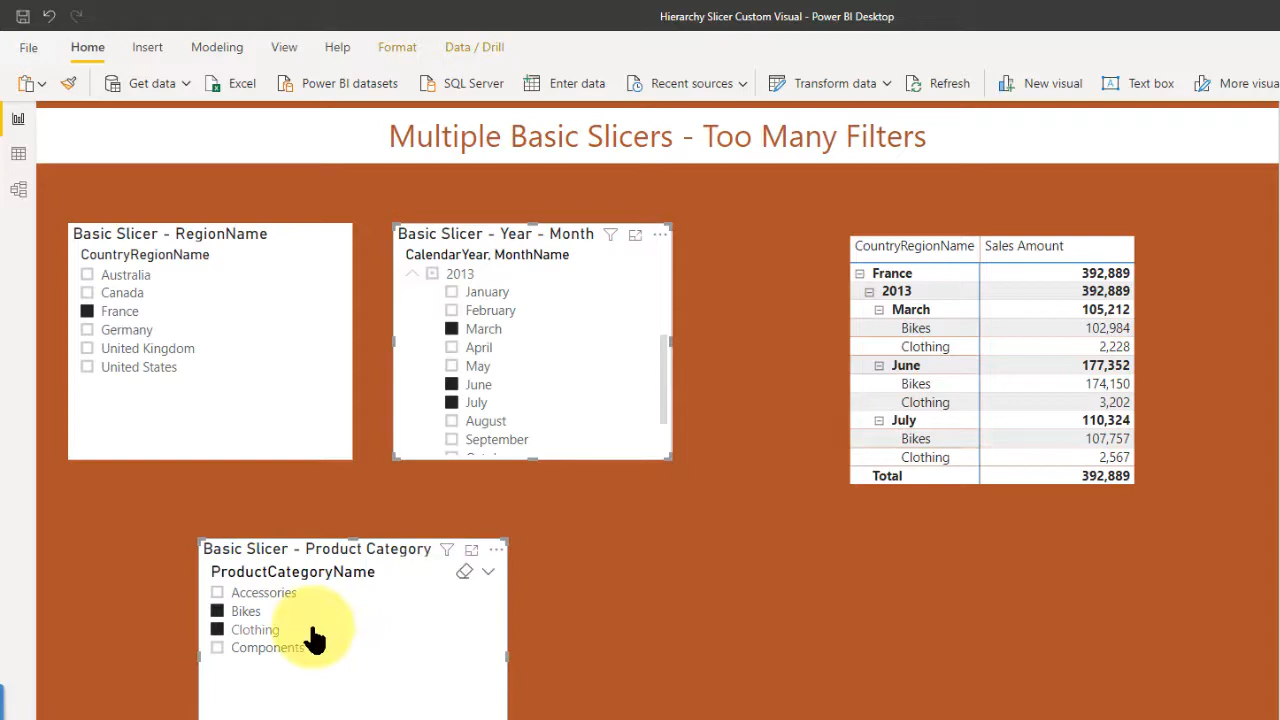 Hierarchy Slicer Custom Visual - Power BI Desktop
File Home Insert Modeling View Help Format Data / Drill
Get data Excel Power BI datasets SQL Server Enter data Recent sources Transform data Refresh New visual Text box More visua
Multiple Basic Slicers - Too Many Filters
Basic Slicer - RegionName
CountryRegionName
Australia
Canada
France
Germany
United Kingdom
United States
Basic Slicer - Year - Month
CalendarYear, MonthName
2013
January
February
March
April
May
June
July
August
September
CountryRegionName Sales Amount
France 392,889
2013 392,889
March 105,212
Bikes 102,984
Clothing 2,228
June 177,352
Bikes 174,150
Clothing 3,202
July 110,324
Bikes 107,757
Clothing 2,567
Total 392,889
Basic Slicer - Product Category
ProductCategoryName
Accessories
Bikes
Clothing
Components